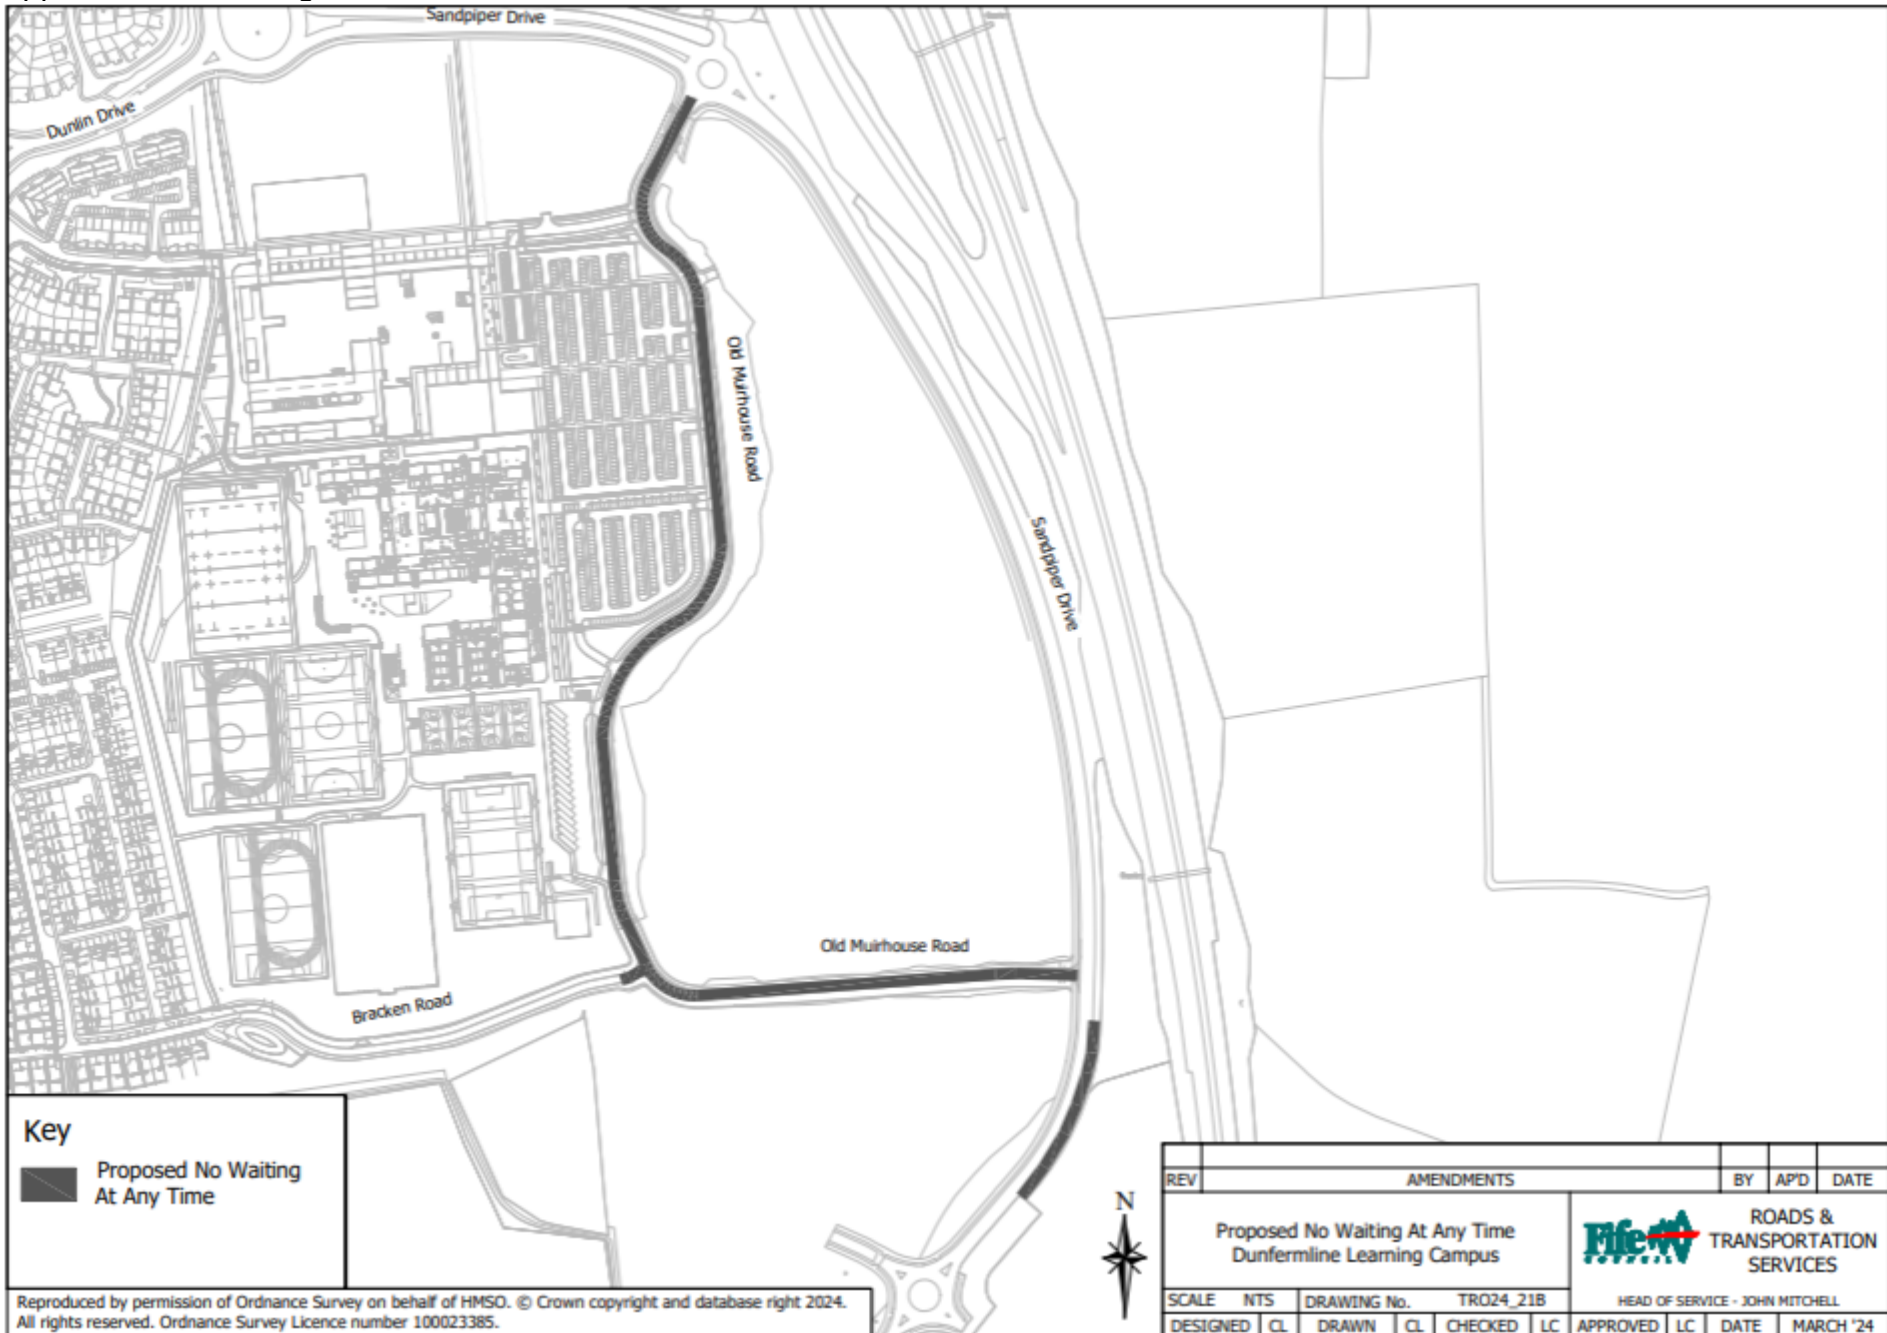 Sandpiper Drive
Dunlin Drive
Old Muirhouse Road
Sandpiper Drive
Old Muirhouse Road
Bracken Road
Key
Proposed No Waiting
At Any Time
N
REV AMENDMENTS BY AP'D DATE
Proposed No Waiting At Any Time
Dunfermline Learning Campus
Fife
COUNCIL
ROADS &
TRANSPORTATION
SERVICES
SCALE NTS DRAWING No. TRO24_21B
HEAD OF SERVICE - JOHN MITCHELL
DESIGNED CL DRAWN CL CHECKED LC APPROVED LC DATE MARCH '24
Reproduced by permission of Ordnance Survey on behalf of HMSO. © Crown copyright and database right 2024.
All rights reserved. Ordnance Survey Licence number 100023385.